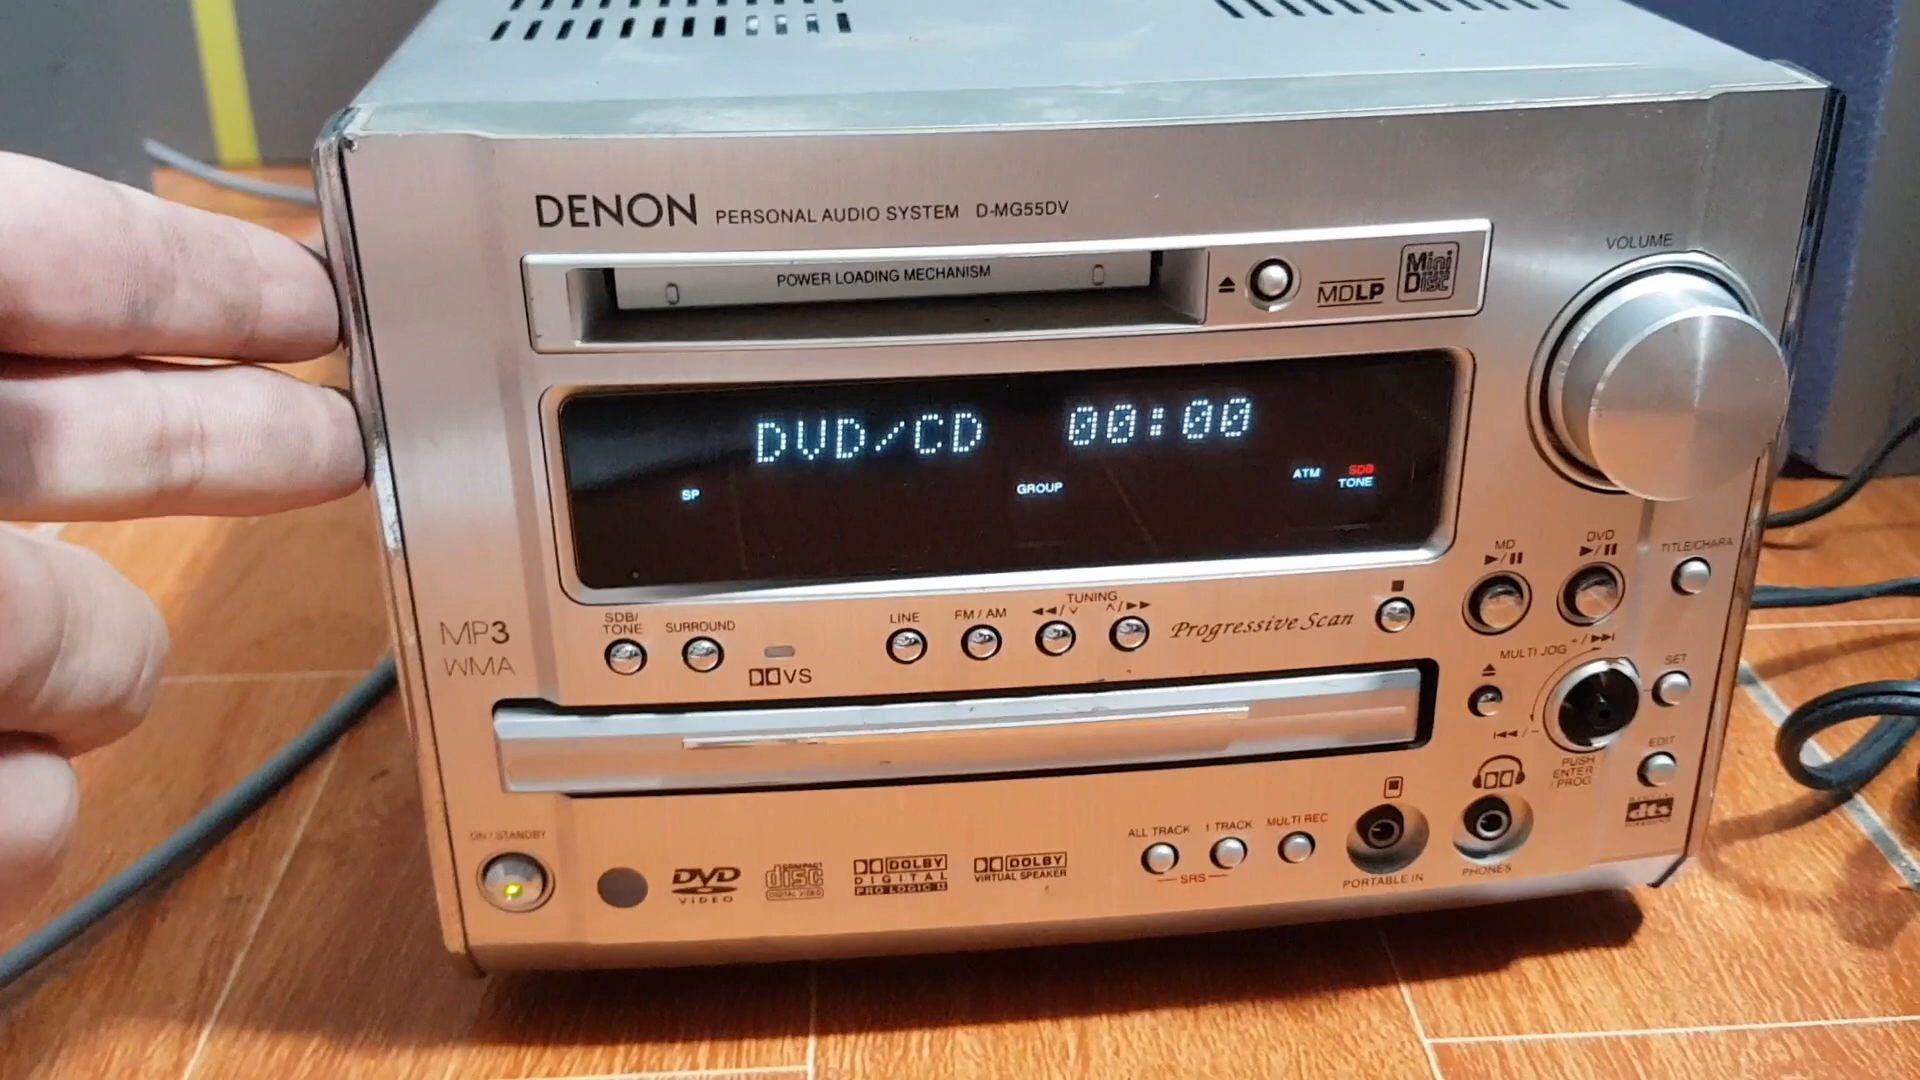 DENON PERSONAL AUDIO SYSTEM D-MG55DV
VOLUME
POWER LOADING MECHANISM
MDLP
Mini Disc
DVD/CD 00:00
SP GROUP ATM SDB
TONE
MD
DVD
TITLE/CHARA
SDB/
TONE
SURROUND
LINE
FM / AM
TUNING
Progressive Scan
MP3
WMA
VS
MULTI JOG
SET
EDIT
PUSH
ENTER
/PROG
dts
ON / STANDBY
DVD
VIDEO
COMPACT
disc
DIGITAL VIDEO
DOLBY
DIGITAL
PRO LOGIC II
DOLBY
VIRTUAL SPEAKER
ALL TRACK
1 TRACK
MULTI REC
SRS
PORTABLE IN
PHONES